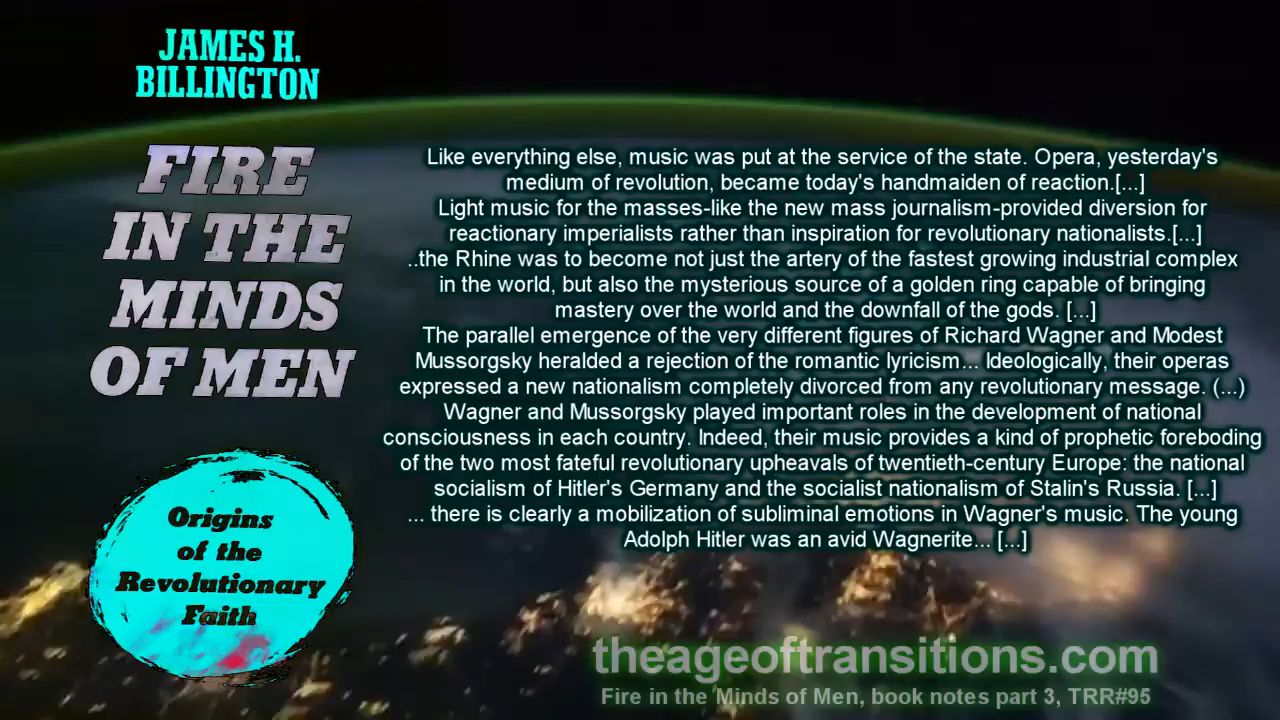 JAMES H.
BILLINGTON
FIRE
IN THE
MINDS
OF MEN
Origins
of the
Revolutionary
Faith
Like everything else, music was put at the service of the state. Opera, yesterday's
medium of revolution, became today's handmaiden of reaction.[...]
Light music for the masses-like the new mass journalism-provided diversion for
reactionary imperialists rather than inspiration for revolutionary nationalists.[...]
..the Rhine was to become not just the artery of the fastest growing industrial complex
in the world, but also the mysterious source of a golden ring capable of bringing
mastery over the world and the downfall of the gods. [...]
The parallel emergence of the very different figures of Richard Wagner and Modest
Mussorgsky heralded a rejection of the romantic lyricism... Ideologically, their operas
expressed a new nationalism completely divorced from any revolutionary message. (...)
Wagner and Mussorgsky played important roles in the development of national
consciousness in each country. Indeed, their music provides a kind of prophetic foreboding
of the two most fateful revolutionary upheavals of twentieth-century Europe: the national
socialism of Hitler's Germany and the socialist nationalism of Stalin's Russia. [...]
... there is clearly a mobilization of subliminal emotions in Wagner's music. The young
Adolph Hitler was an avid Wagnerite... [...]
theageoftransitions.com
Fire in the Minds of Men, book notes part 3, TRR#95